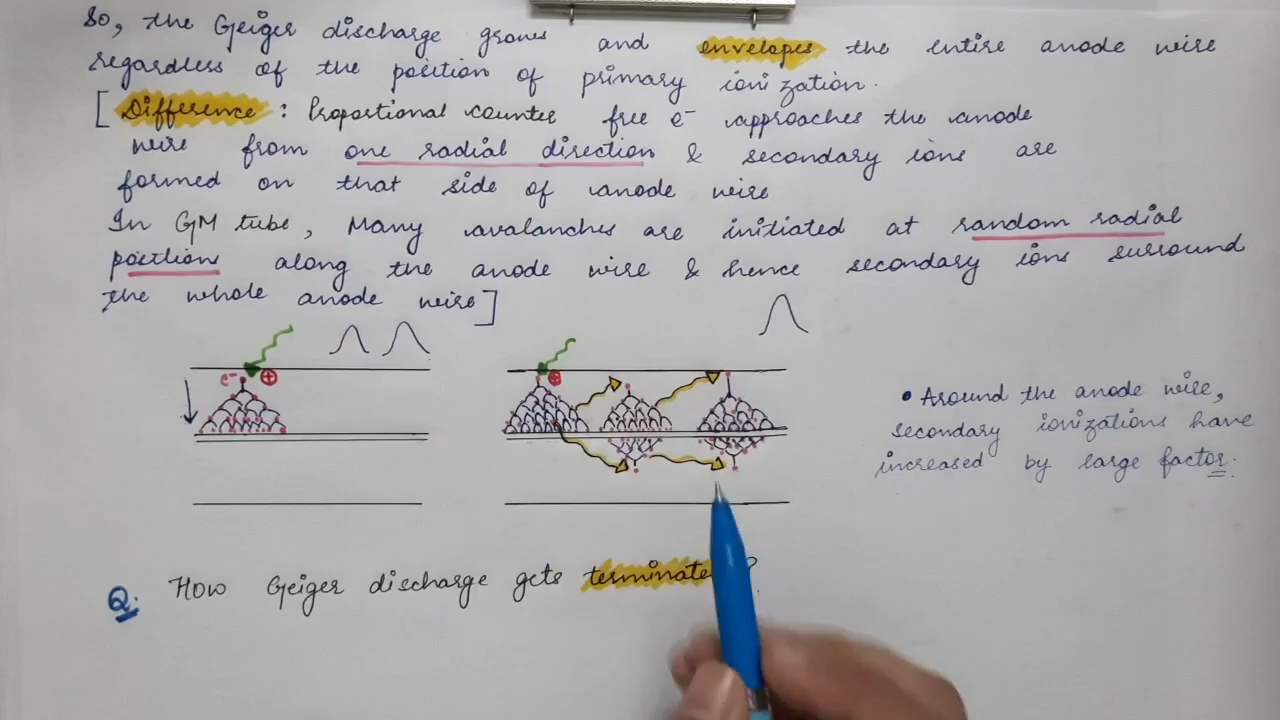 So, the Geiger discharge grows and envelopes the entire anode wire
regardless of the position of primary ionization.
[Difference : Proportional counter free e⁻ approaches the anode
wire from one radial direction & secondary ions are
formed on that side of anode wire
In GM tube, Many avalanches are initiated at random radial
positions along the anode wire & hence secondary ions surround
the whole anode wire]
e⁻ ⊕
⊕
• Around the anode wire,
secondary ionizations have
increased by large factor.
Q. How Geiger discharge gets terminate ?